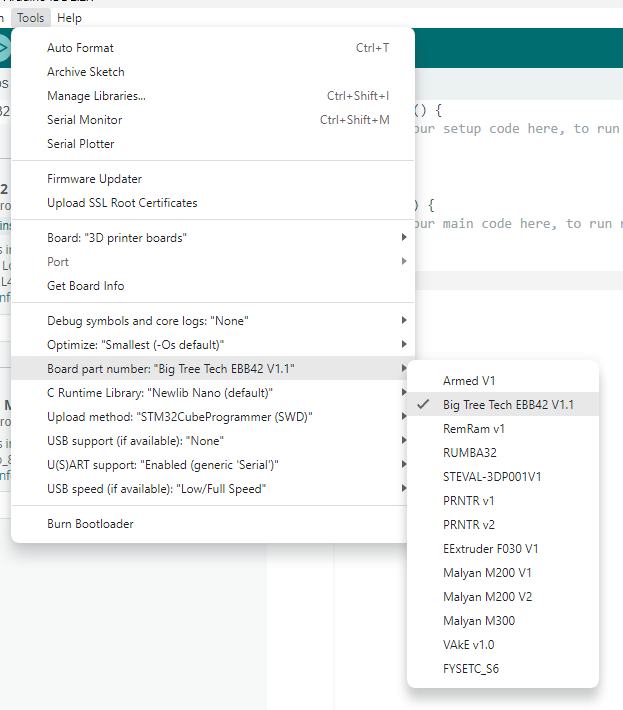 Tools Help
Auto Format Ctrl+T
Archive Sketch
Manage Libraries... Ctrl+Shift+I
() {
Serial Monitor Ctrl+Shift+M
our setup code here, to run
Serial Plotter
Firmware Updater
Upload SSL Root Certificates
) {
our main code here, to run
Board: "3D printer boards"
Port
Get Board Info
Debug symbols and core logs: "None"
Optimize: "Smallest (-Os default)"
Board part number: "Big Tree Tech EBB42 V1.1"
C Runtime Library: "Newlib Nano (default)"
Upload method: "STM32CubeProgrammer (SWD)"
USB support (if available): "None"
U(S)ART support: "Enabled (generic 'Serial')"
USB speed (if available): "Low/Full Speed"
Burn Bootloader
Armed V1
Big Tree Tech EBB42 V1.1
RemRam v1
RUMBA32
STEVAL-3DP001V1
PRNTR v1
PRNTR v2
EExtruder F030 V1
Malyan M200 V1
Malyan M200 V2
Malyan M300
VAkE v1.0
FYSETC_S6